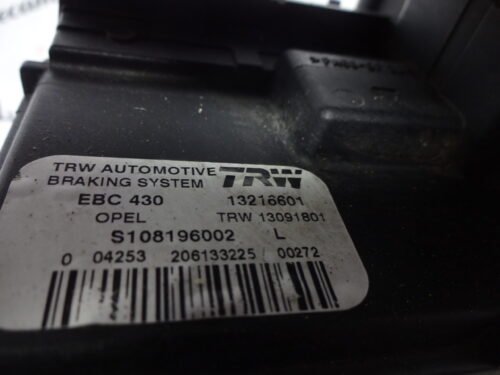 TRW AUTOMOTIVE TRW
BRAKING SYSTEM
EBC 430 13216601
OPEL TRW 13091801
S108196002 L
0 04253 206133225 00272